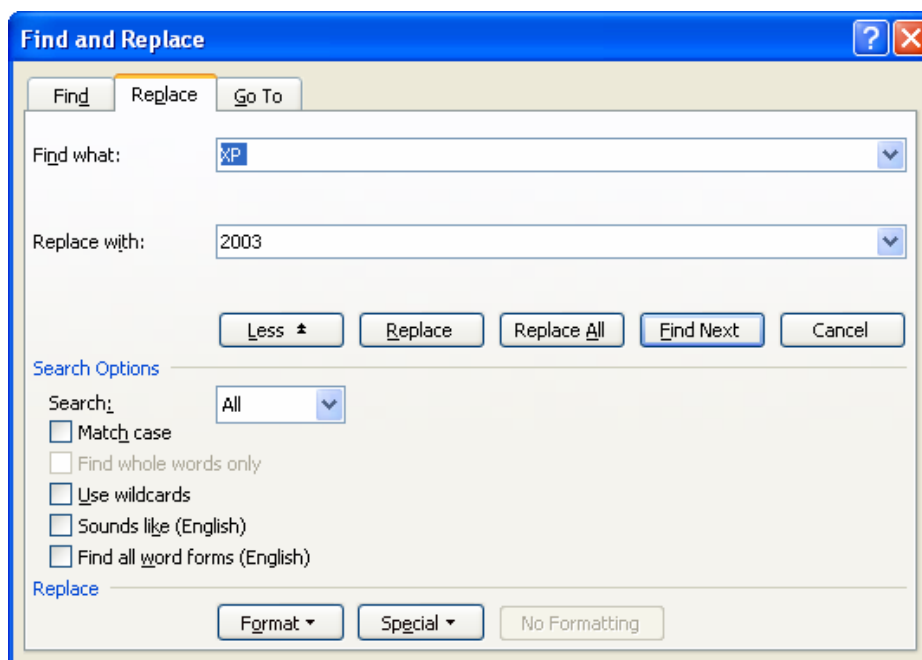 Find and Replace
Find Replace Go To
Find what: XP
Replace with: 2003
Less Replace Replace All Find Next Cancel
Search Options
Search: All
Match case
Find whole words only
Use wildcards
Sounds like (English)
Find all word forms (English)
Replace
Format Special No Formatting